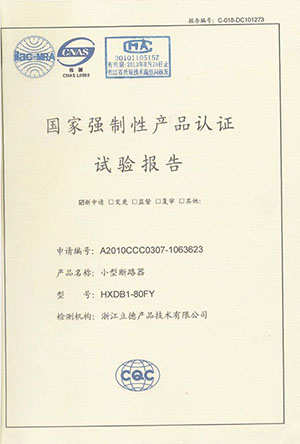 报告编号: C-018-DC101273
ilac-MRA
CNAS
检测
CNAS L0103
CMA
2010110515Z
国家强制性产品认证
试验报告
☑新申请 □变更 □监督 □复审 □其他:
申请编号: A2010CCC0307-1063623
产品名称: 小型断路器
型 号: HXDB1-80FY
检测机构: 浙江立德产品技术有限公司
CQC